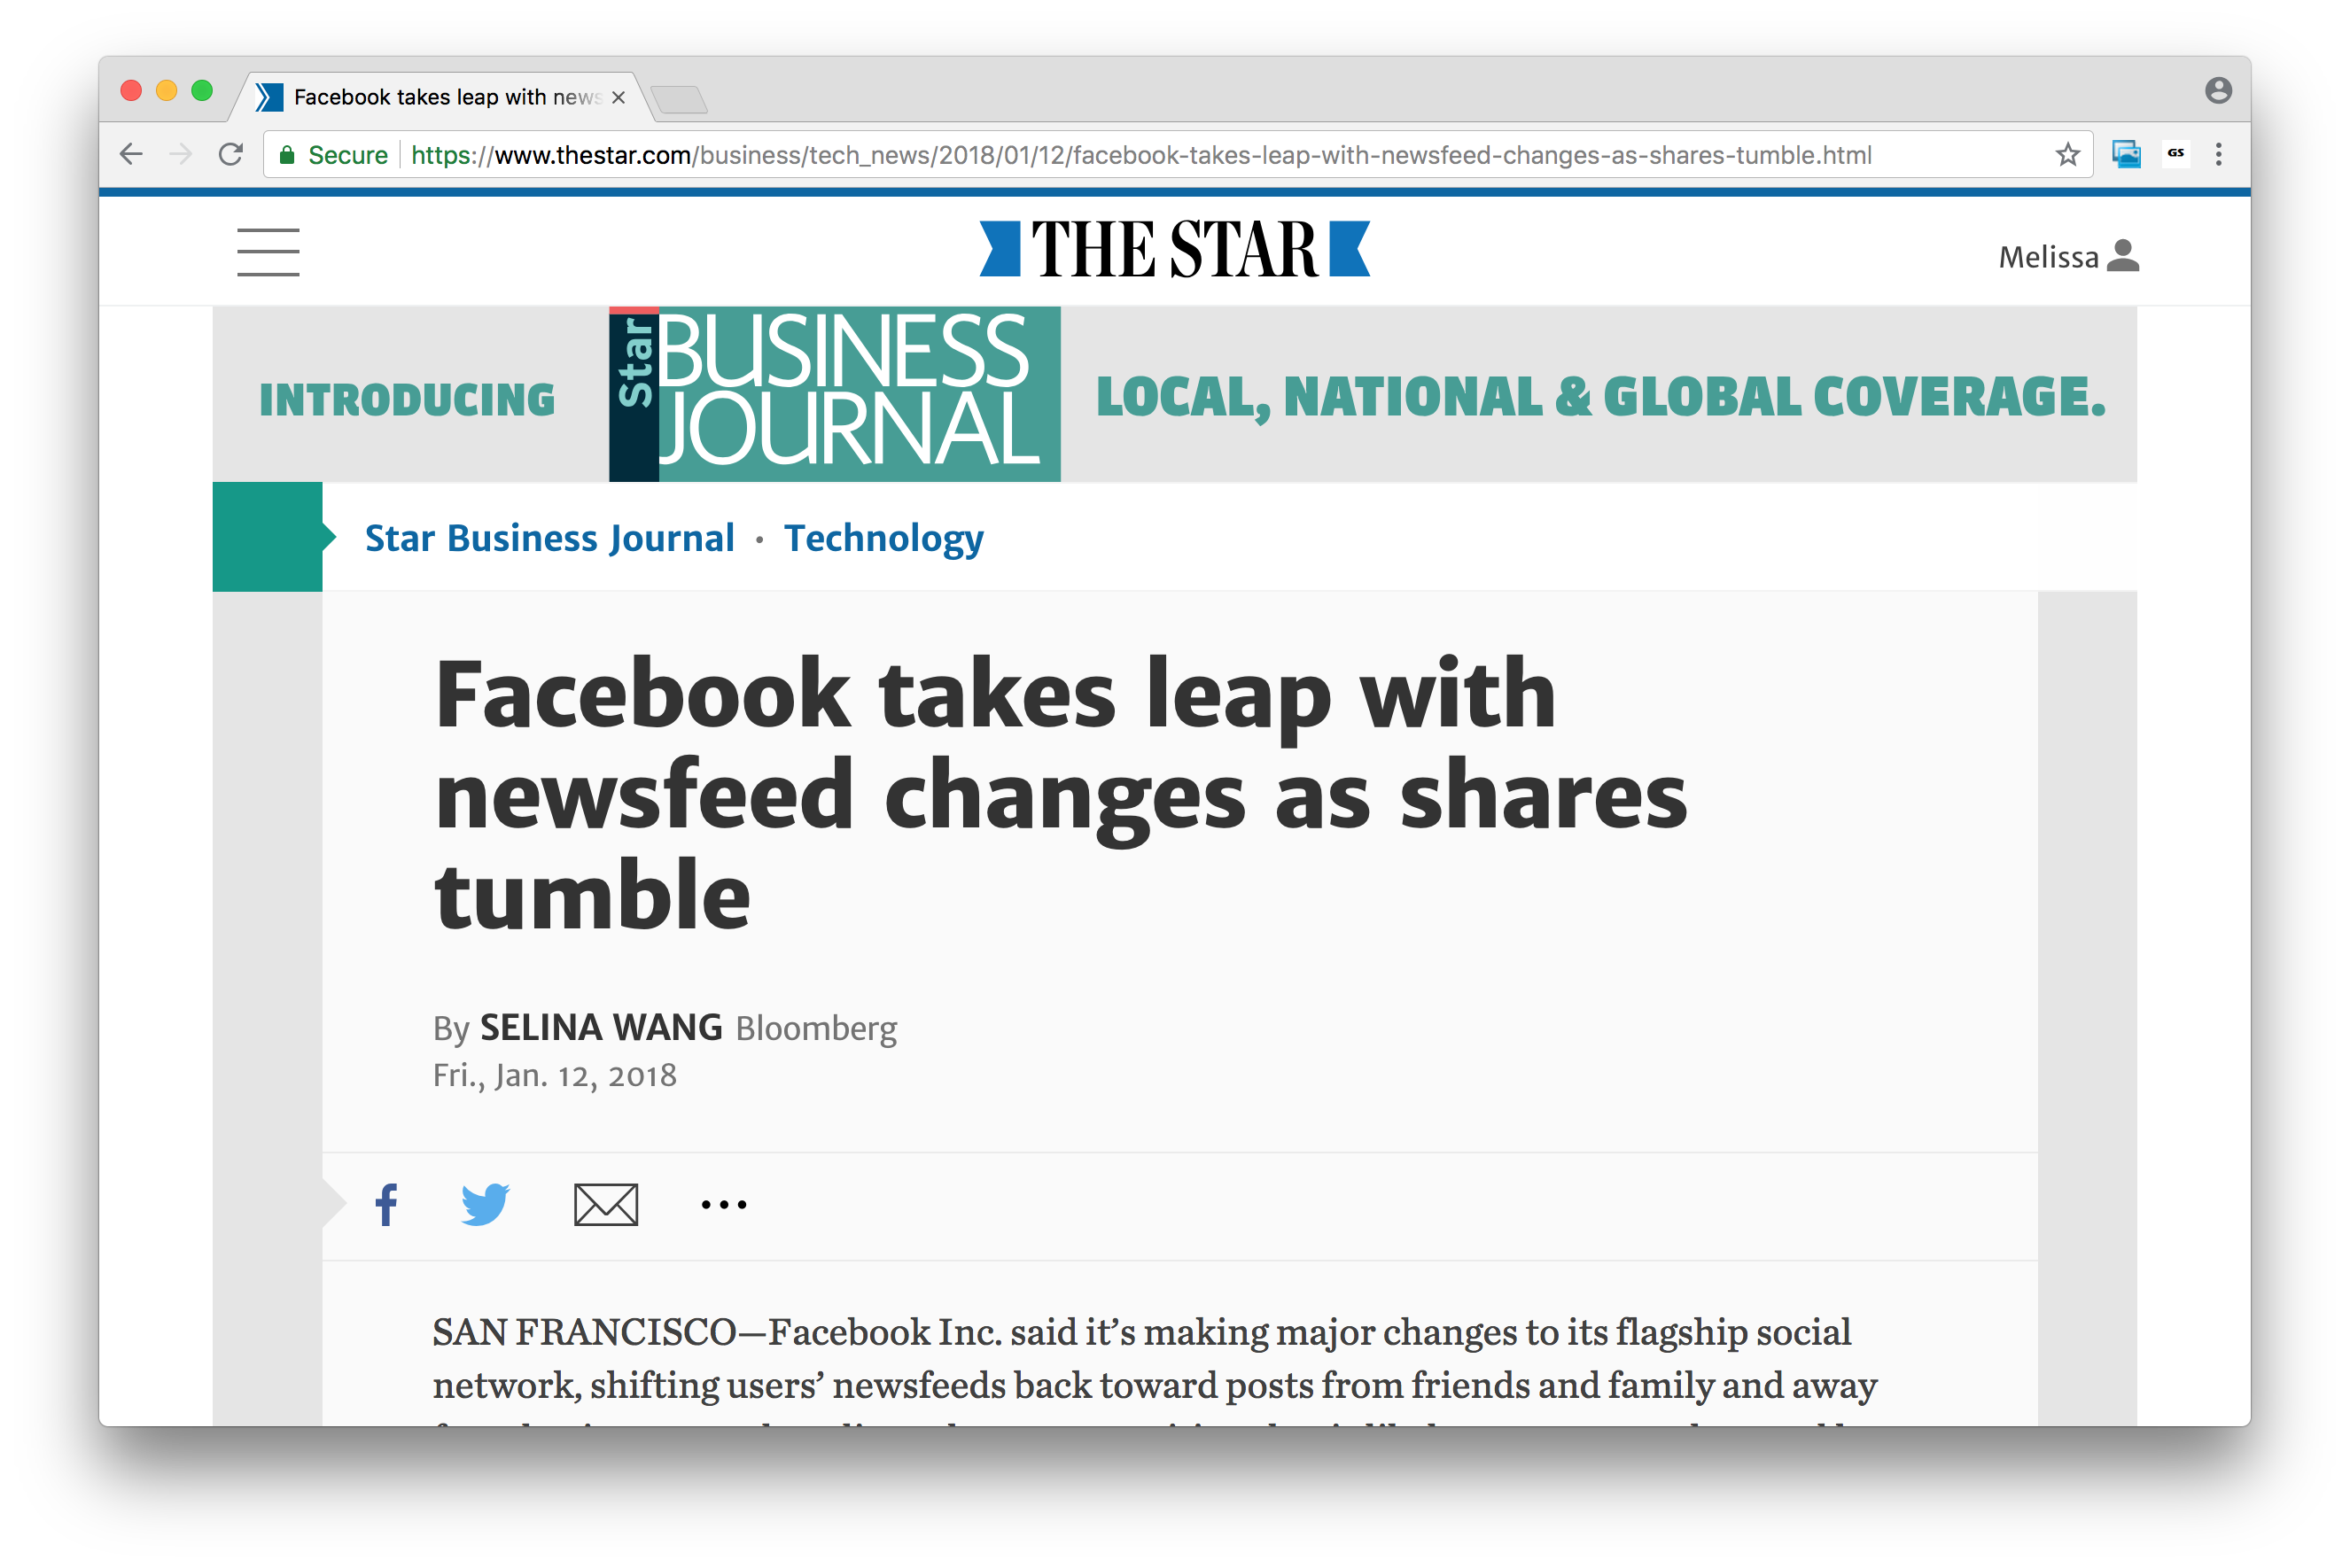 Facebook takes leap with news
Secure https://www.thestar.com/business/tech_news/2018/01/12/facebook-takes-leap-with-newsfeed-changes-as-shares-tumble.html GS
THE STAR
Melissa
INTRODUCING
Star
BUSINESS
JOURNAL
LOCAL, NATIONAL & GLOBAL COVERAGE.
Star Business Journal • Technology
Facebook takes leap with
newsfeed changes as shares
tumble
By SELINA WANG Bloomberg
Fri., Jan. 12, 2018
SAN FRANCISCO—Facebook Inc. said it’s making major changes to its flagship social
network, shifting users’ newsfeeds back toward posts from friends and family and away